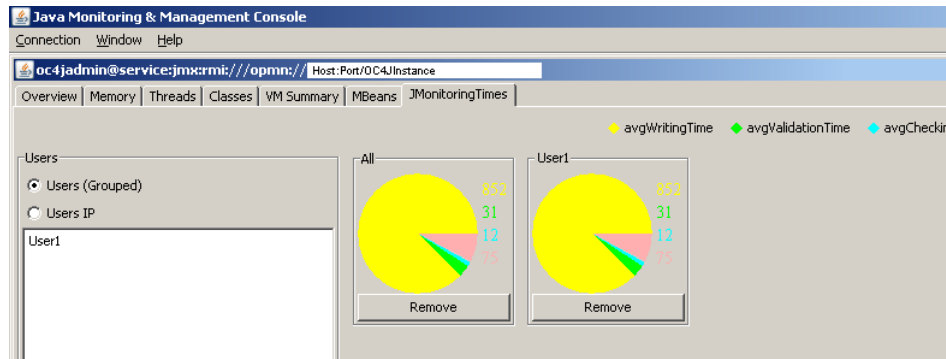 Java Monitoring & Management Console
Connection Window Help
oc4jadmin@service:jmx:rmi:///opmn:// Host:Port/OC4JInstance
Overview Memory Threads Classes VM Summary MBeans JMonitoringTimes
avgWritingTime avgValidationTime
Users
Users (Grouped)
Users IP
User1
All
852
31
12
75
Remove
User1
852
31
12
75
Remove